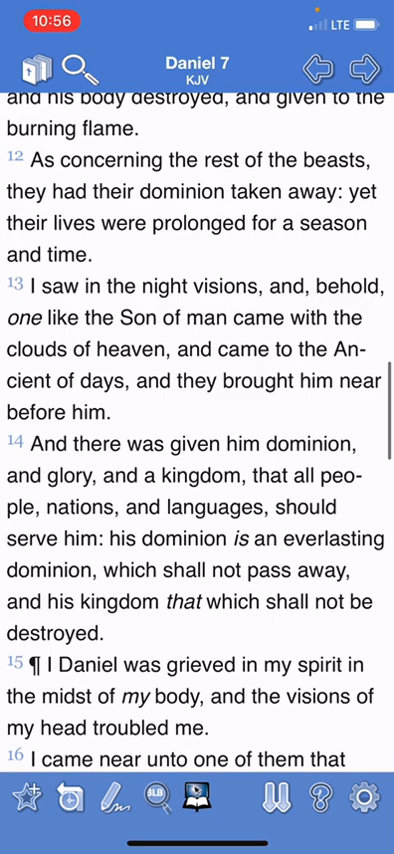 10:56
LTE
Daniel 7
KJV
and his body destroyed, and given to the
burning flame.
12 As concerning the rest of the beasts,
they had their dominion taken away: yet
their lives were prolonged for a season
and time.
13 I saw in the night visions, and, behold,
one like the Son of man came with the
clouds of heaven, and came to the An-
cient of days, and they brought him near
before him.
14 And there was given him dominion,
and glory, and a kingdom, that all peo-
ple, nations, and languages, should
serve him: his dominion is an everlasting
dominion, which shall not pass away,
and his kingdom that which shall not be
destroyed.
15 ¶ I Daniel was grieved in my spirit in
the midst of my body, and the visions of
my head troubled me.
16 I came near unto one of them that
BLB